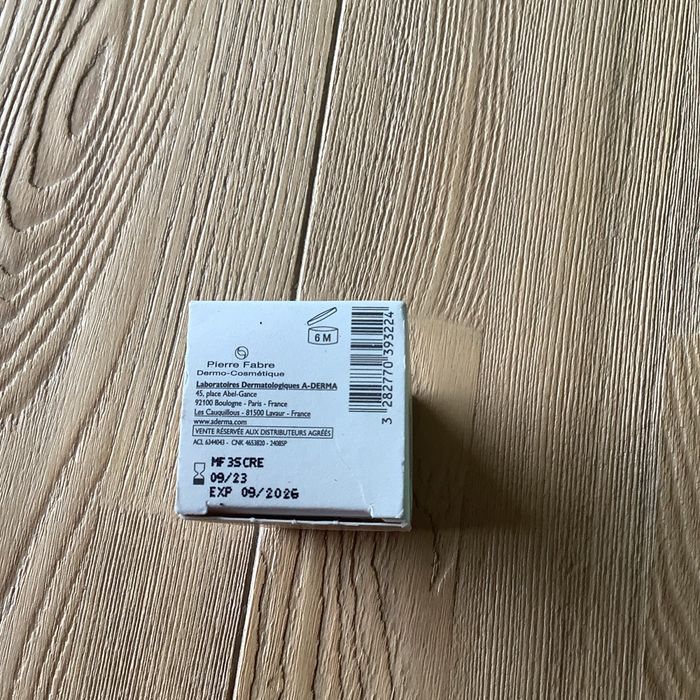 6 M
Pierre Fabre
Dermo-Cosmétique
Laboratoires Dermatologiques A-DERMA
45, place Abel-Gance
92100 Boulogne - Paris - France
Les Cauquillous - 81500 Lavaur - France
www.aderma.com
VENTE RÉSERVÉE AUX DISTRIBUTEURS AGRÉÉS
ACL 6344043 - CNK 4653820 - 24085P
MF3SCRE
09/23
EXP 09/2026
3 282770 393224